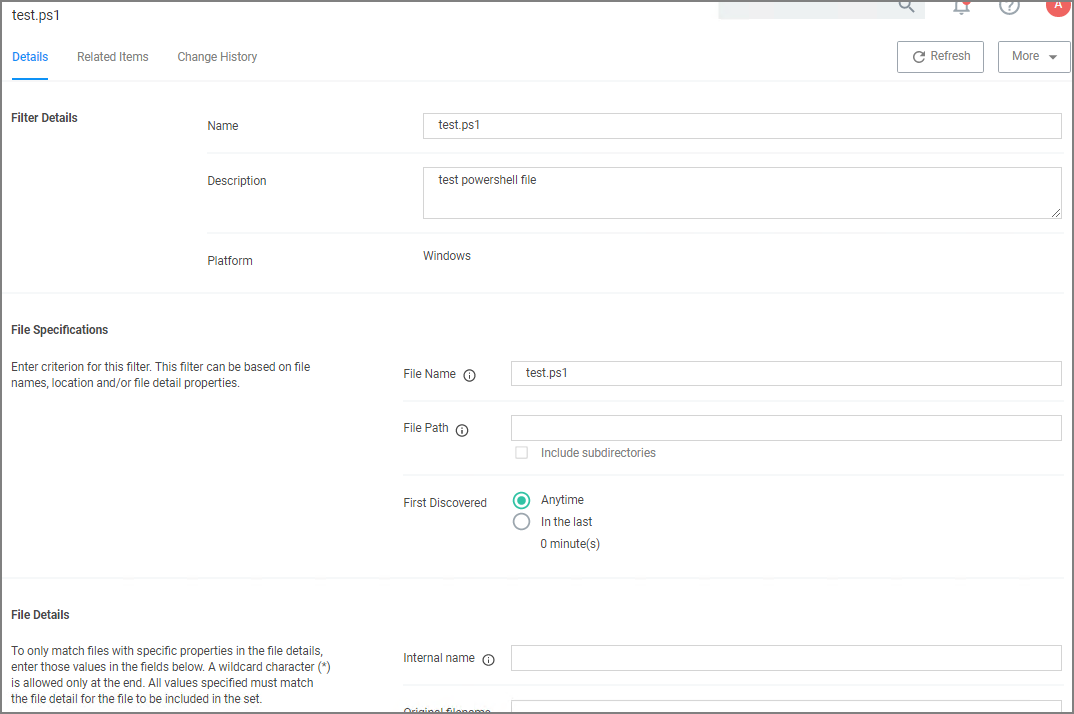 test.ps1
A
Details
Related Items
Change History
Refresh
More
Filter Details
Name
test.ps1
Description
test powershell file
Platform
Windows
File Specifications
Enter criterion for this filter. This filter can be based on file
names, location and/or file detail properties.
File Name
test.ps1
File Path
Include subdirectories
First Discovered
Anytime
In the last
0 minute(s)
File Details
To only match files with specific properties in the file details,
enter those values in the fields below. A wildcard character (*)
is allowed only at the end. All values specified must match
the file detail for the file to be included in the set.
Internal name
Original filename